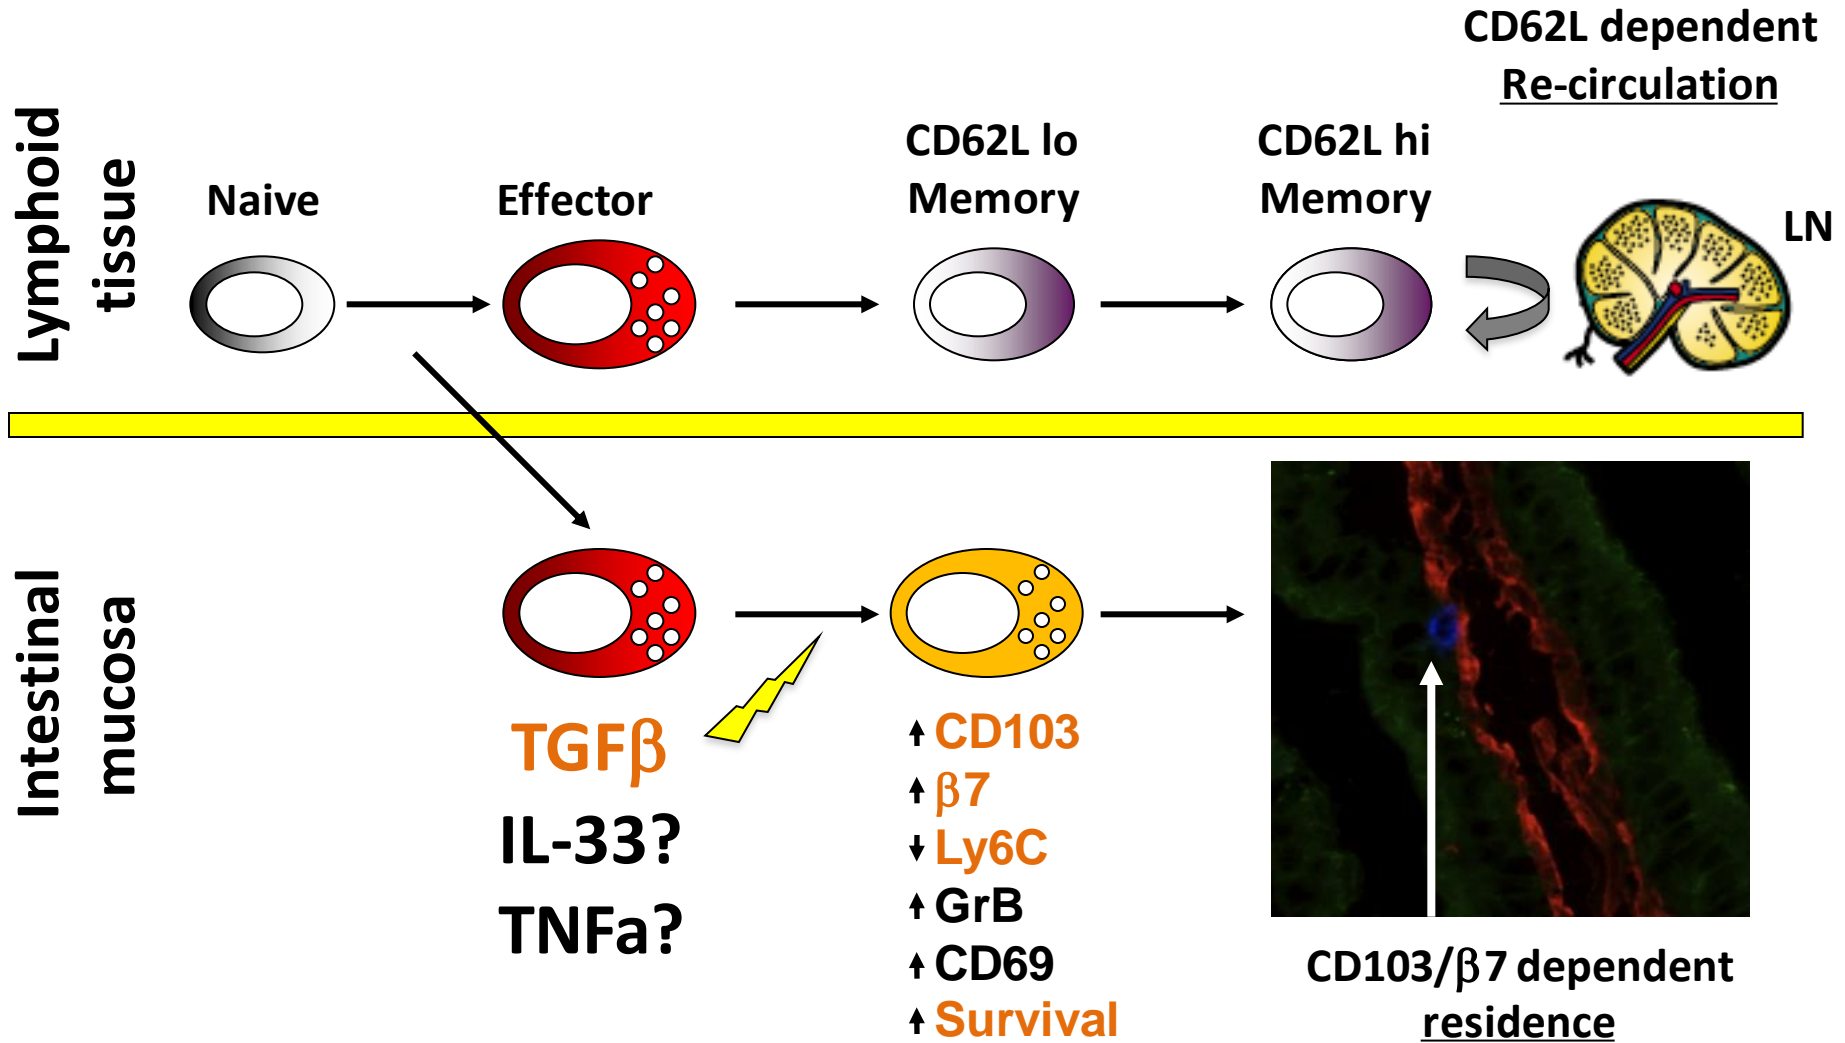 CD62L dependent
Re-circulation
Lymphoid
tissue
Naive
Effector
CD62L lo
Memory
CD62L hi
Memory
LN
Intestinal
mucosa
TGFβ
IL-33?
TNFa?
CD103
β7
Ly6C
GrB
CD69
Survival
CD103/β7 dependent
residence